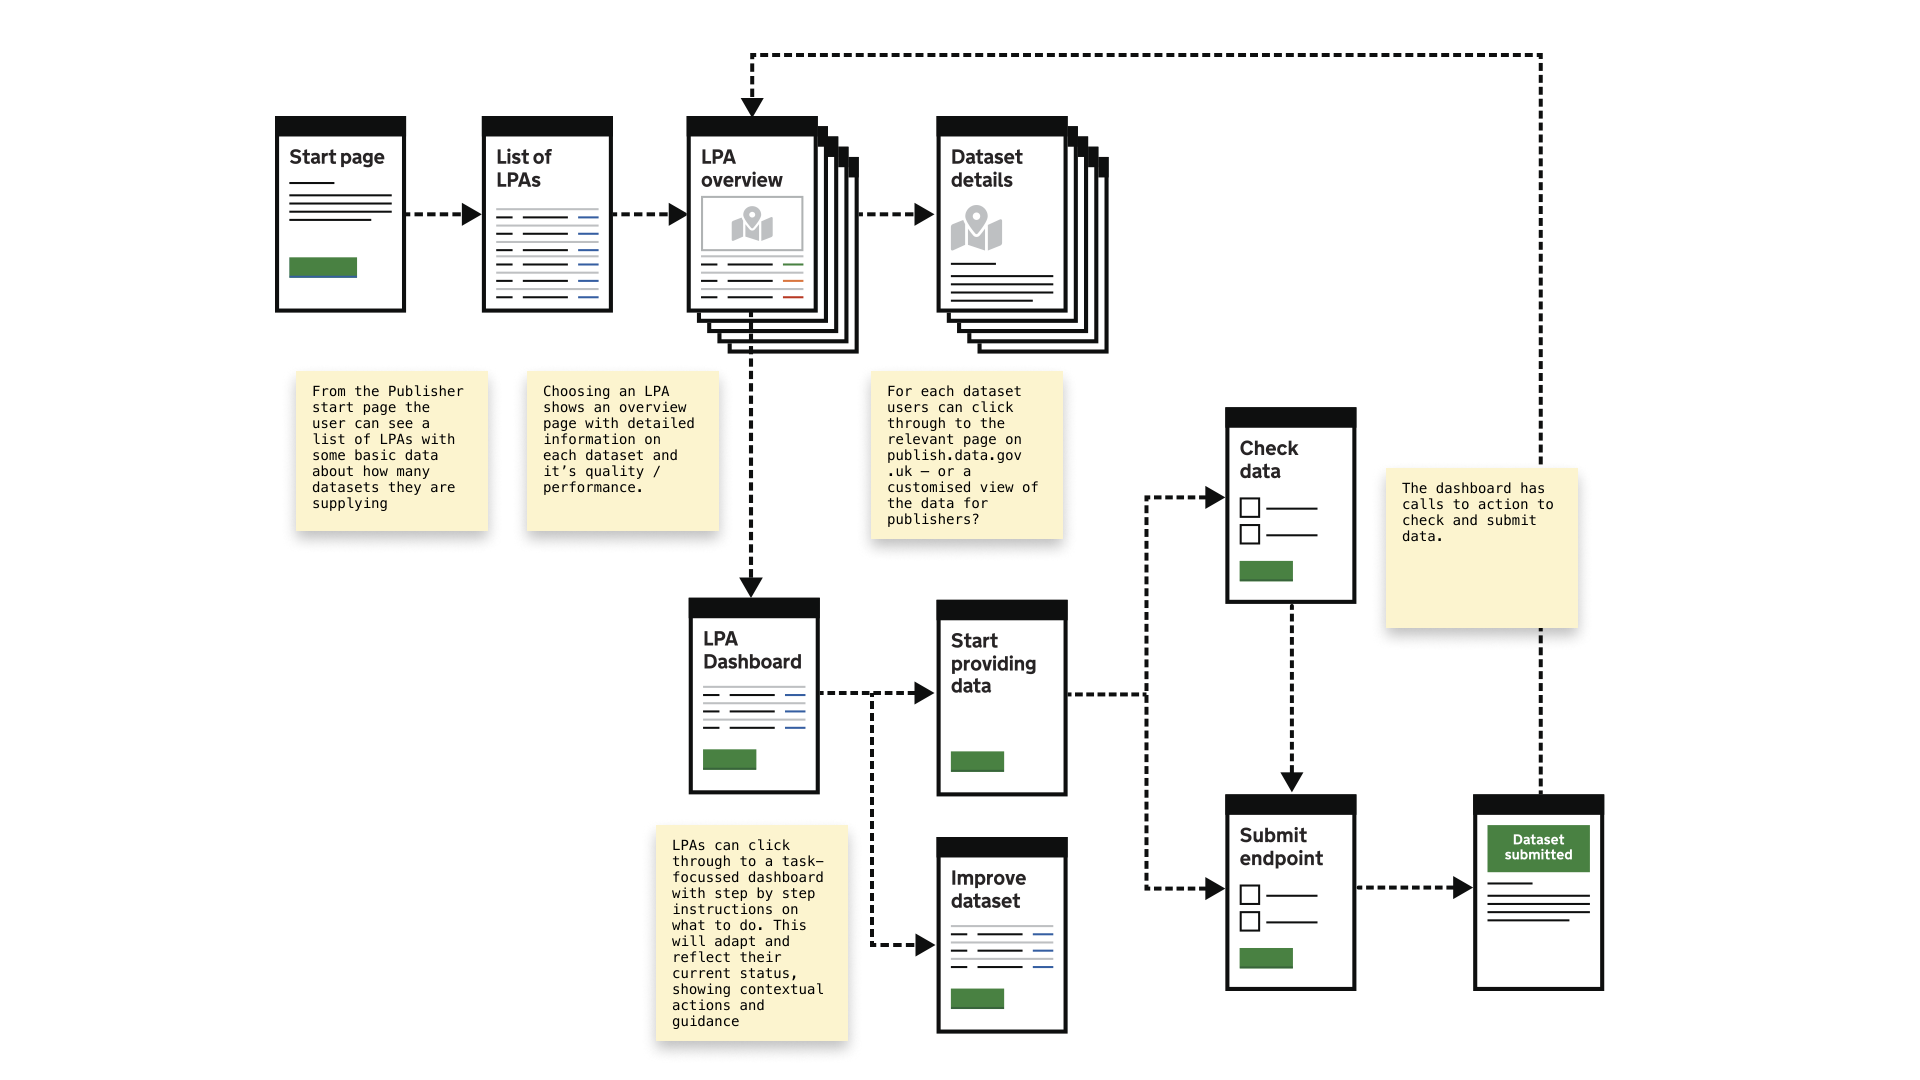 Start page
List of
LPAs
LPA
overview
Dataset
details
From the Publisher
start page the
user can see a
list of LPAs with
some basic data
about how many
datasets they are
supplying
Choosing an LPA
shows an overview
page with detailed
information on
each dataset and
it’s quality /
performance.
For each dataset
users can click
through to the
relevant page on
publish.data.gov
.uk – or a
customised view of
the data for
publishers?
Check
data
The dashboard has
calls to action to
check and submit
data.
LPA
Dashboard
Start
providing
data
LPAs can click
through to a task–
focussed dashboard
with step by step
instructions on
what to do. This
will adapt and
reflect their
current status,
showing contextual
actions and
guidance
Improve
dataset
Submit
endpoint
Dataset
submitted